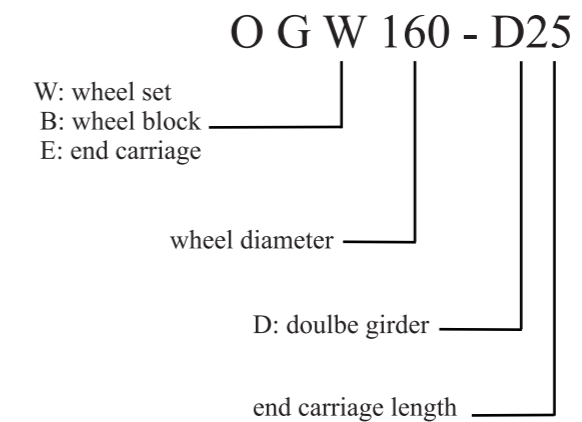 O G W 160 - D25
W: wheel set
B: wheel block
E: end carriage
wheel diameter
D: doulbe girder
end carriage length